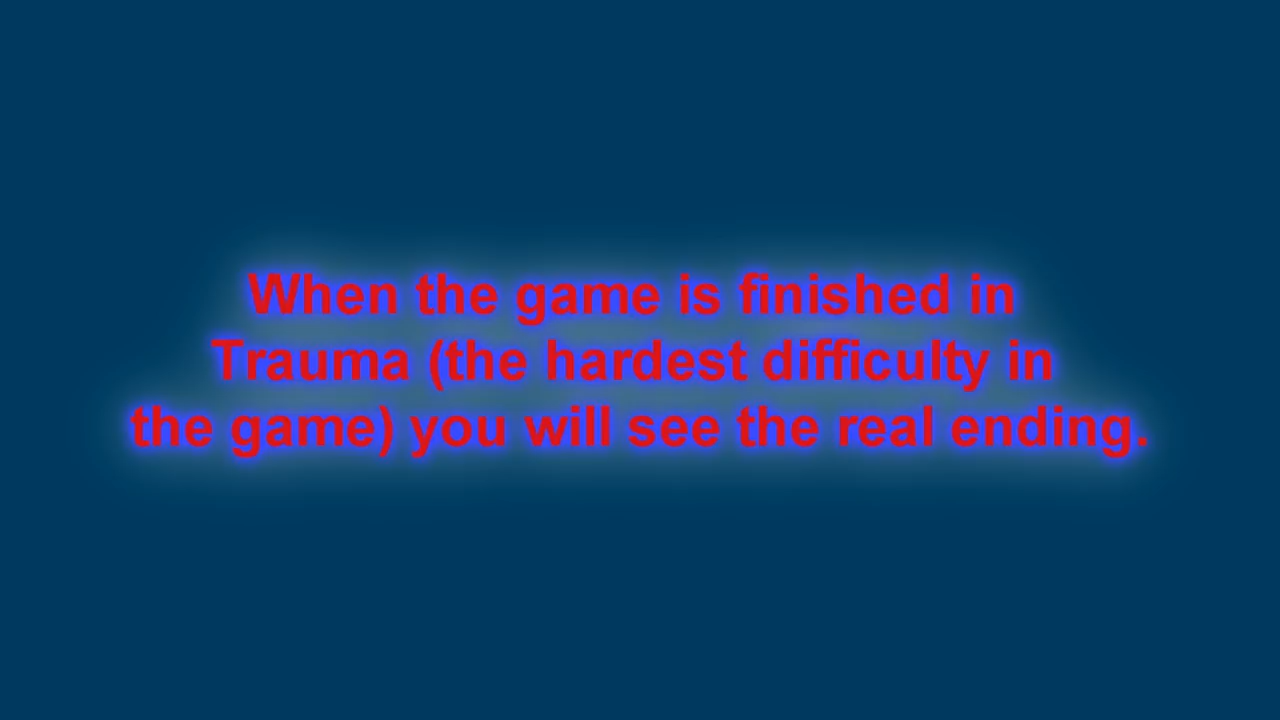 When the game is finished in
Trauma (the hardest difficulty in
the game) you will see the real ending.